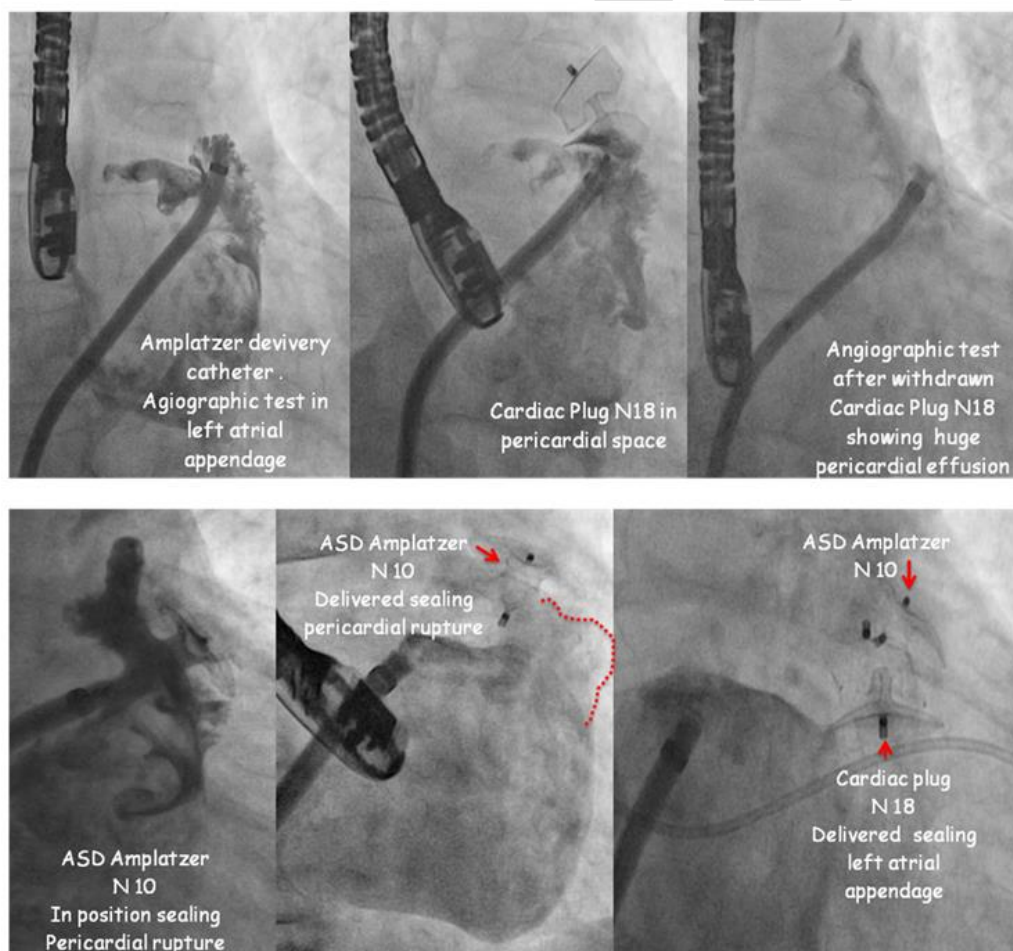 Amplatzer devivery
catheter .
Agiographic test in
left atrial
appendage
Cardiac Plug N18 in
pericardial space
Angiographic test
after withdrawn
Cardiac Plug N18
showing huge
pericardial effusion
ASD Amplatzer
N 10
In position sealing
Pericardial rupture
ASD Amplatzer
N 10
Delivered sealing
pericardial rupture
ASD Amplatzer
N 10
Cardiac plug
N 18
Delivered sealing
left atrial
appendage